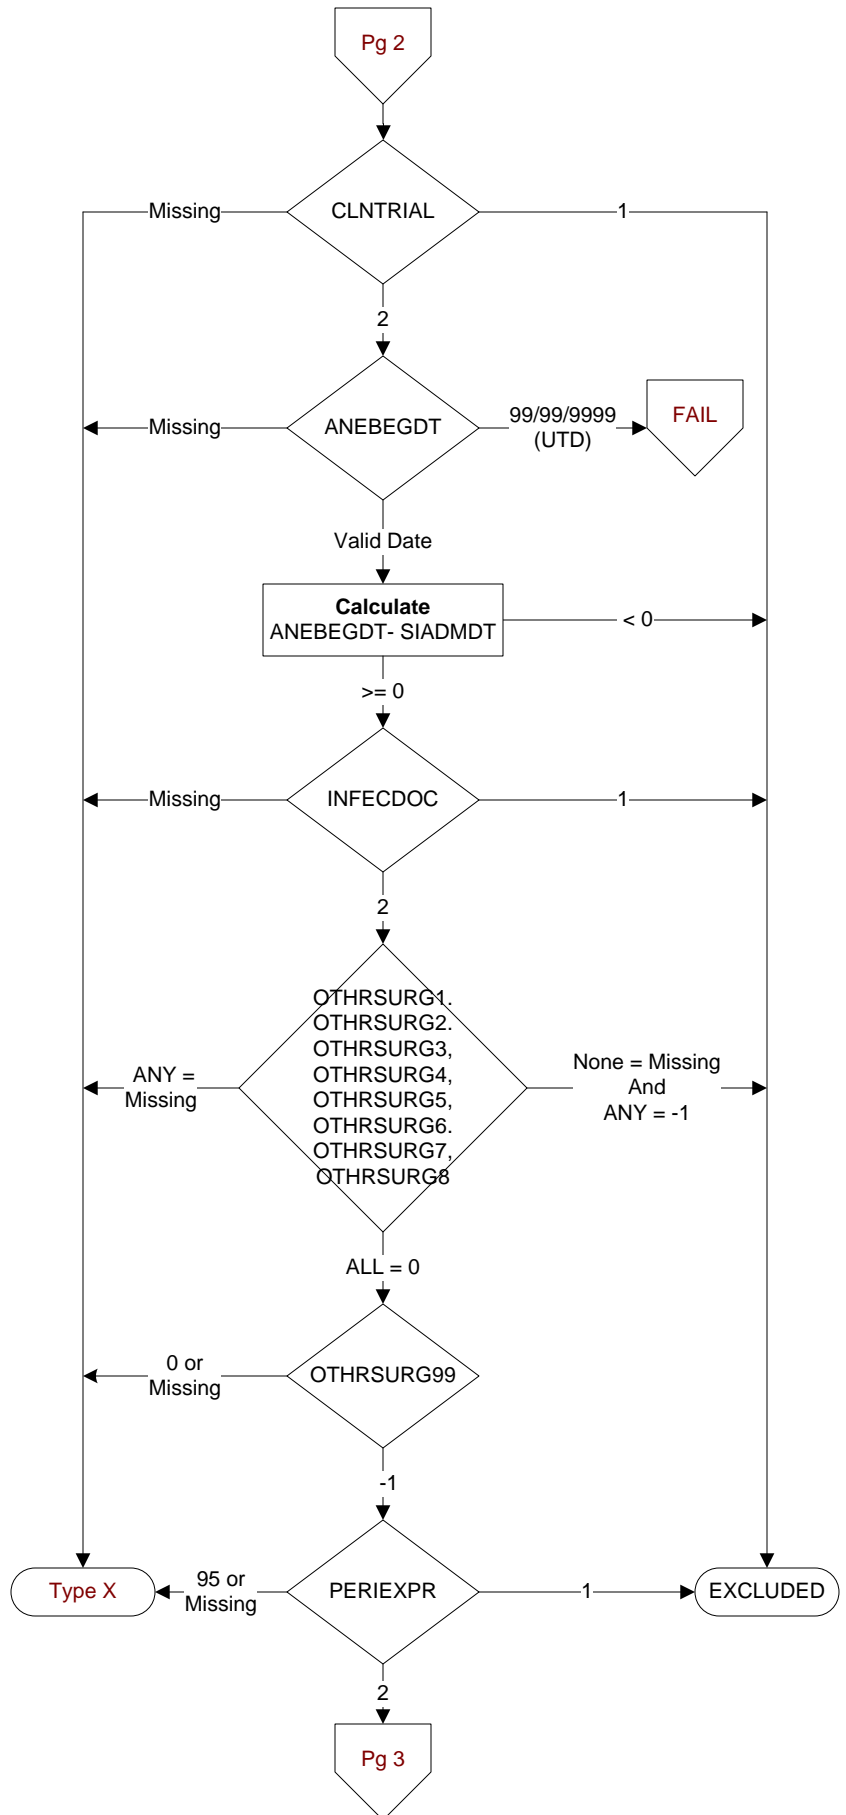 Pg 2
CLNTRIAL
Missing
1
2
ANEBEGDT
Missing
99/99/9999
(UTD)
FAIL
Valid Date
Calculate
ANEBEGDT- SIADMDT
< 0
>= 0
INFECDOC
Missing
1
2
OTHRSURG1.
OTHRSURG2.
OTHRSURG3,
OTHRSURG4,
OTHRSURG5,
OTHRSURG6.
OTHRSURG7,
OTHRSURG8
ANY =
Missing
None = Missing
And
ANY = -1
ALL = 0
OTHRSURG99
0 or
Missing
-1
Type X
95 or
Missing
PERIEXPR
1
EXCLUDED
2
Pg 3